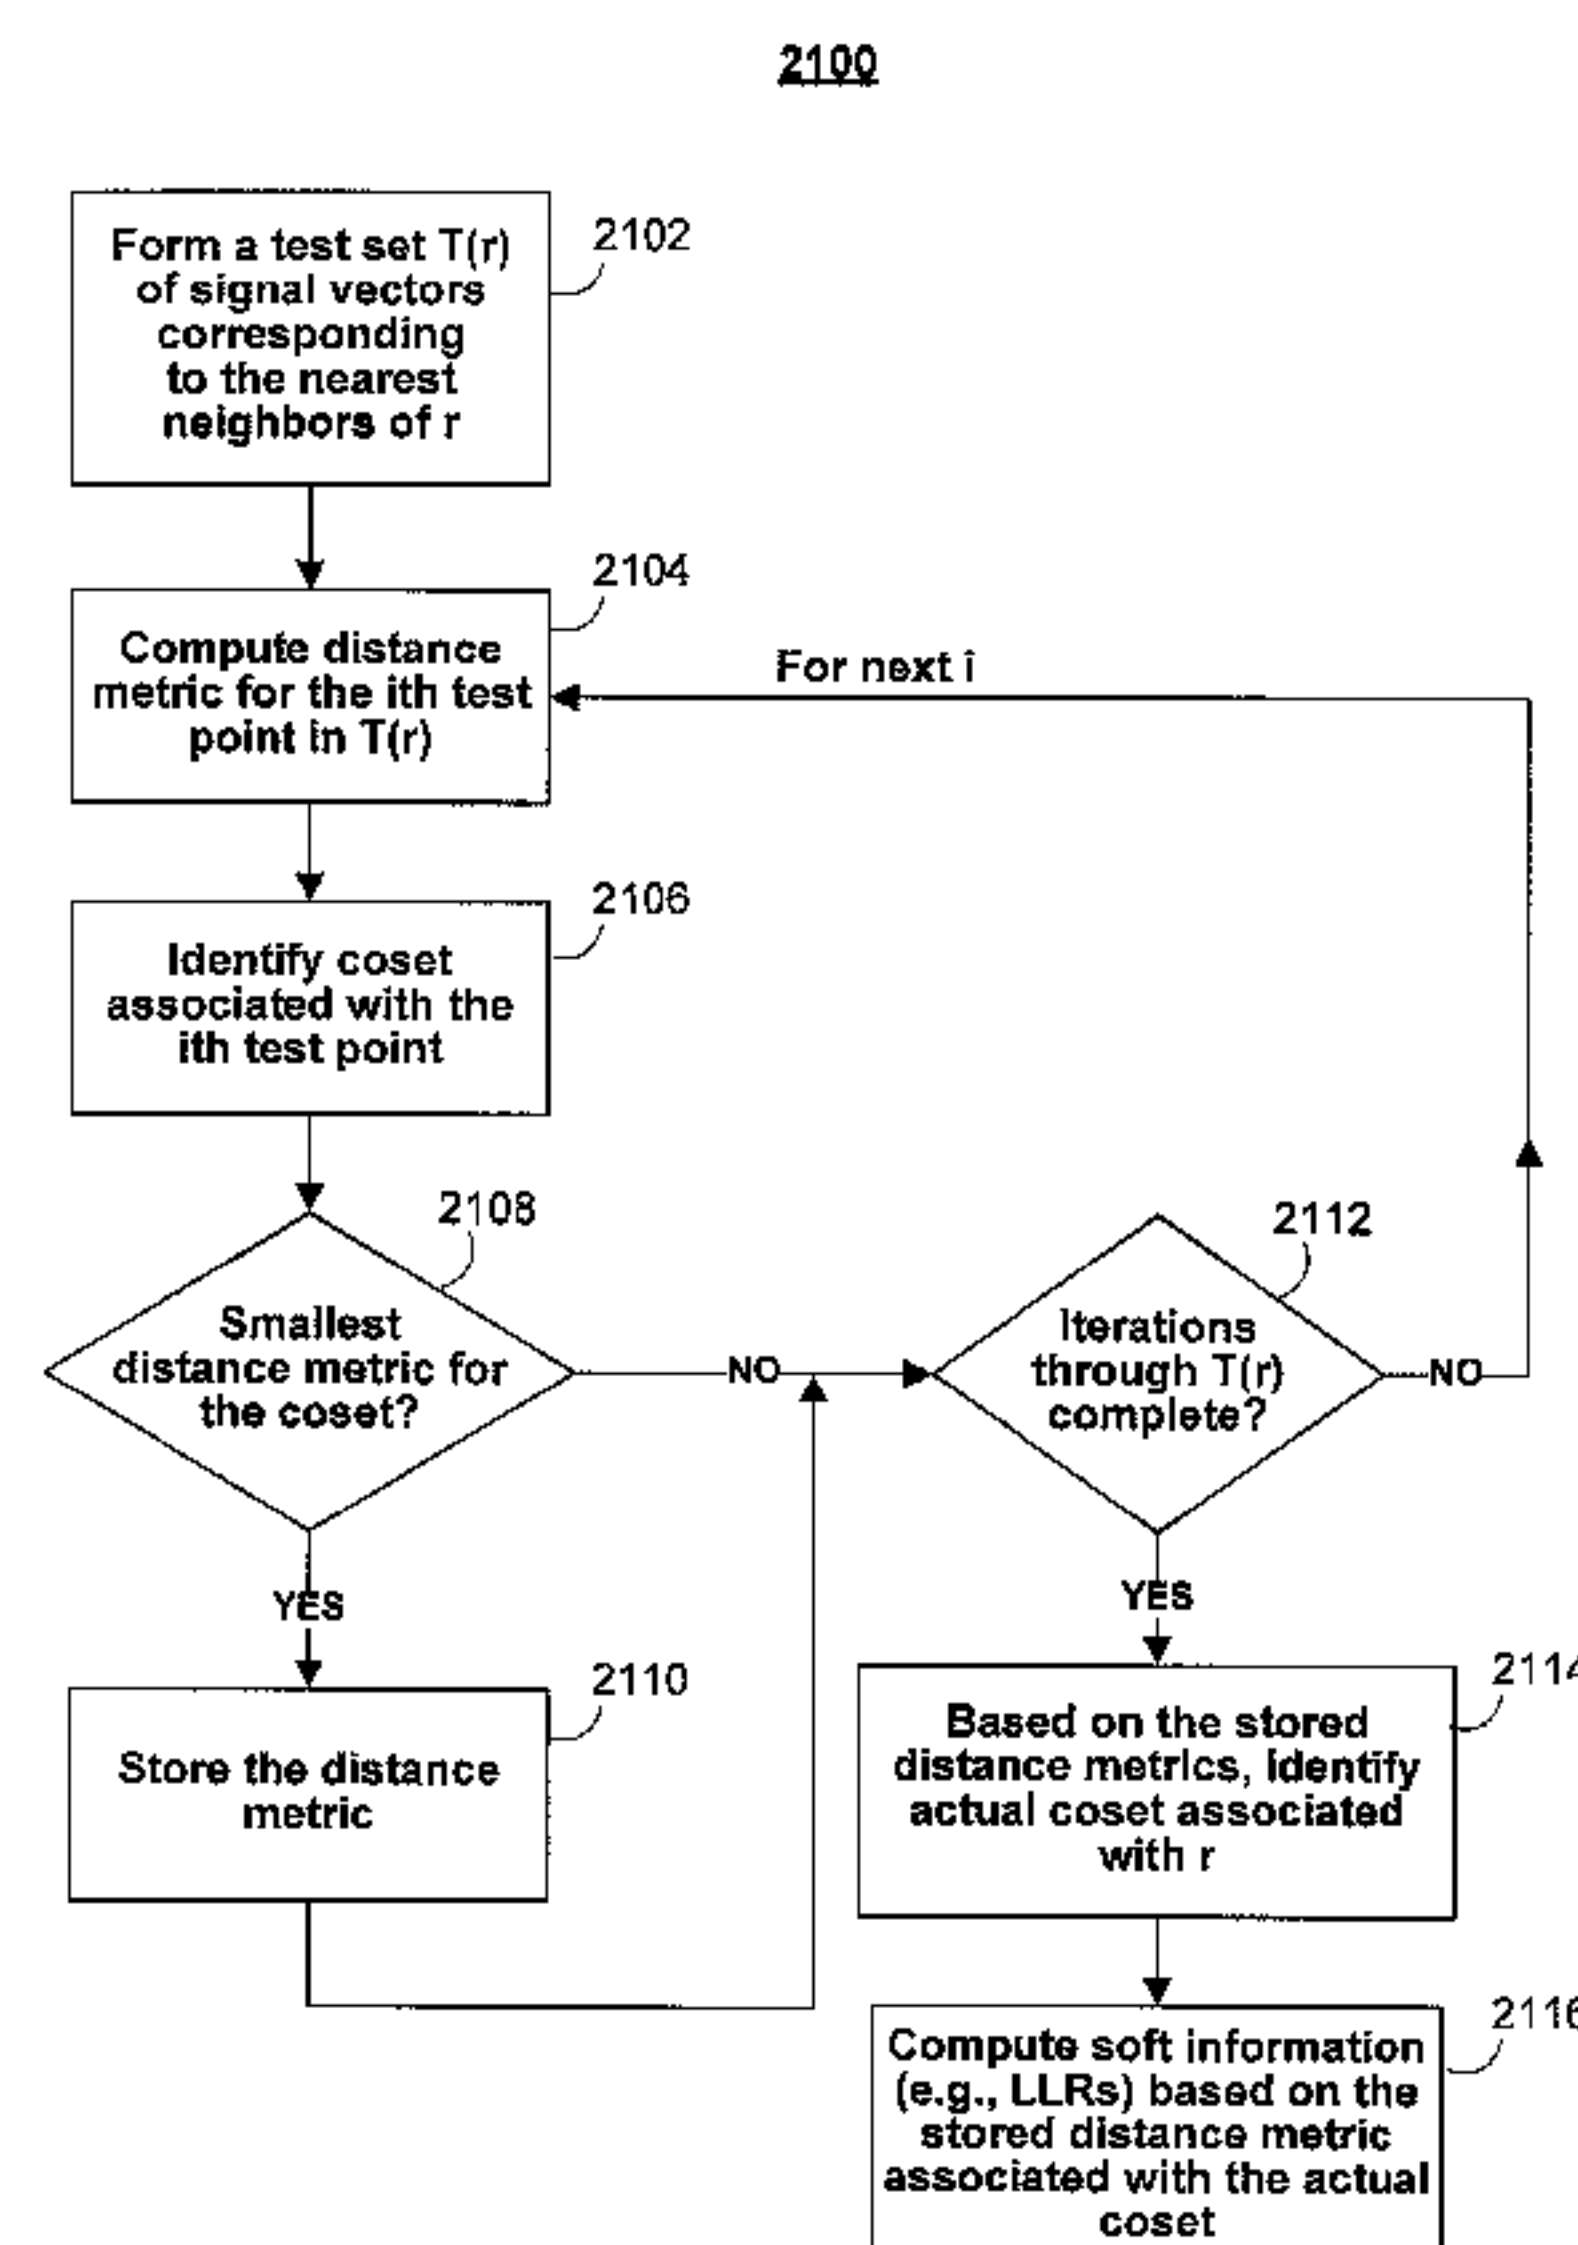 2100
Form a test set T(r)
of signal vectors
corresponding
to the nearest
neighbors of r
2102
Compute distance
metric for the ith test
point in T(r)
2104
For next i
Identify coset
associated with the
ith test point
2106
Smallest
distance metric for
the coset?
2108
NO
YES
Store the distance
metric
2110
Iterations
through T(r)
complete?
2112
NO
YES
Based on the stored
distance metrics, identify
actual coset associated
with r
2114
Compute soft information
(e.g., LLRs) based on the
stored distance metric
associated with the actual
coset
2116